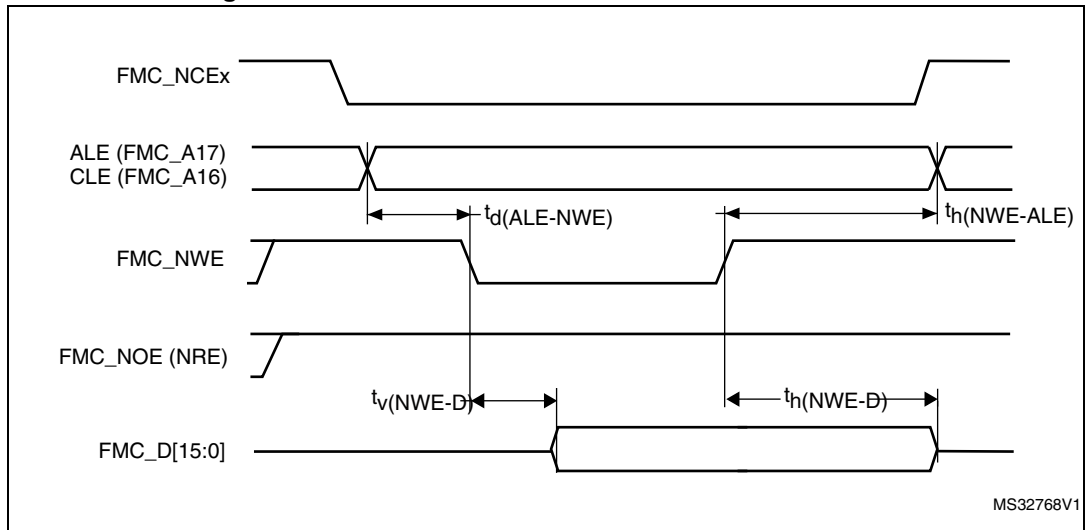 FMC_NCEx
ALE (FMC_A17)
CLE (FMC_A16)
td(ALE-NWE)
th(NWE-ALE)
FMC_NWE
FMC_NOE (NRE)
tv(NWE-D)
th(NWE-D)
FMC_D[15:0]
MS32768V1